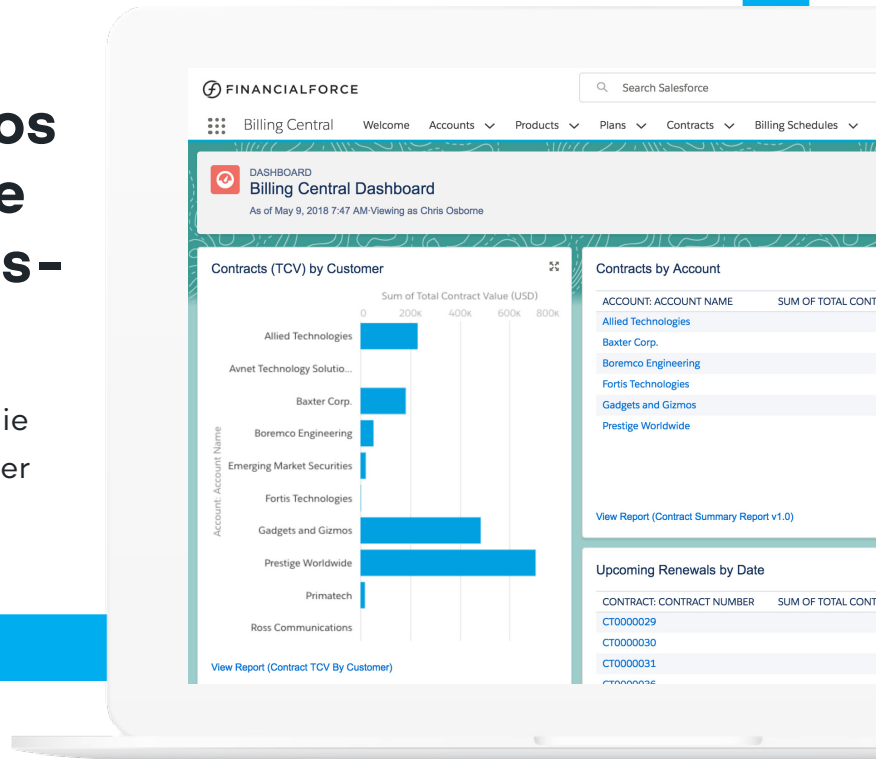 os
e
s-
ie
er
FINANCIALFORCE
Search Salesforce
Billing Central Welcome Accounts Products Plans Contracts Billing Schedules
DASHBOARD
Billing Central Dashboard
As of May 9, 2018 7:47 AM·Viewing as Chris Osborne
Contracts (TCV) by Customer
Sum of Total Contract Value (USD)
0 200K 400K 600K 800K
Account: Account Name
Allied Technologies
Avnet Technology Solutio...
Baxter Corp.
Boremco Engineering
Emerging Market Securities
Fortis Technologies
Gadgets and Gizmos
Prestige Worldwide
Primatech
Ross Communications
View Report (Contract TCV By Customer)
Contracts by Account
ACCOUNT: ACCOUNT NAME SUM OF TOTAL CONT
Allied Technologies
Baxter Corp.
Boremco Engineering
Fortis Technologies
Gadgets and Gizmos
Prestige Worldwide
View Report (Contract Summary Report v1.0)
Upcoming Renewals by Date
CONTRACT: CONTRACT NUMBER SUM OF TOTAL CONT
CT0000029
CT0000030
CT0000031